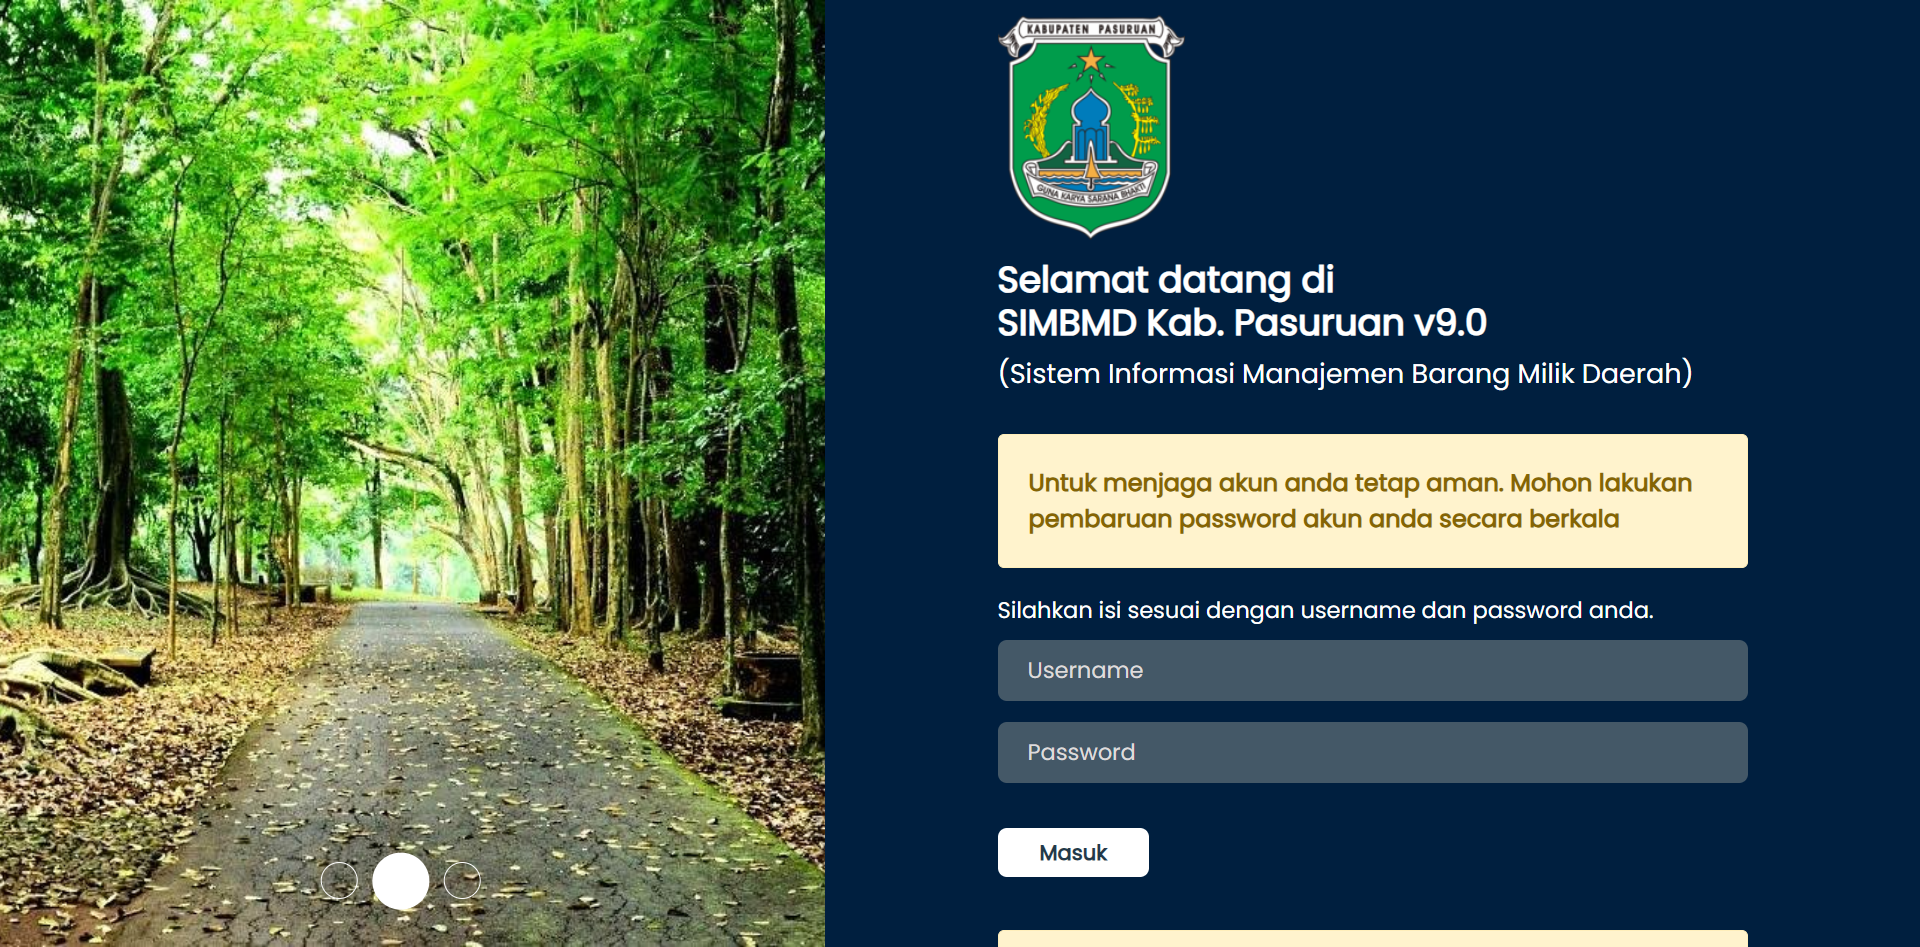 KABUPATEN PASURUAN
GUNA KARYA SARANA BHAKTI
Selamat datang di
SIMBMD Kab. Pasuruan v9.0
(Sistem Informasi Manajemen Barang Milik Daerah)
Untuk menjaga akun anda tetap aman. Mohon lakukan
pembaruan password akun anda secara berkala
Silahkan isi sesuai dengan username dan password anda.
Username
Password
Masuk